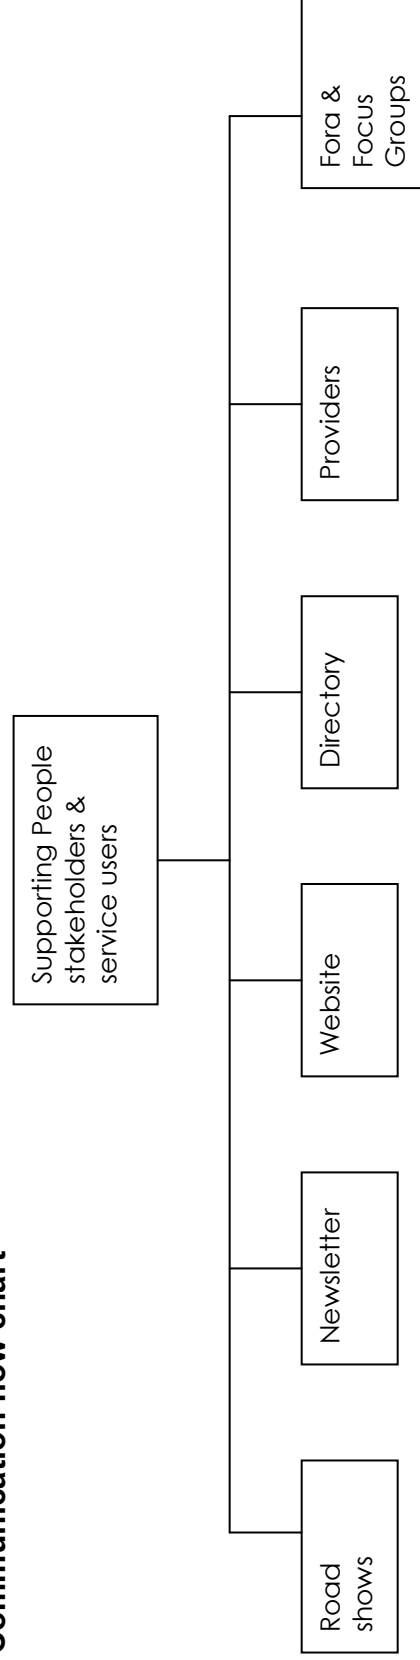 Communication flow chart
Supporting People
stakeholders &
service users
Road
shows
Newsletter
Website
Directory
Providers
Fora &
Focus
Groups